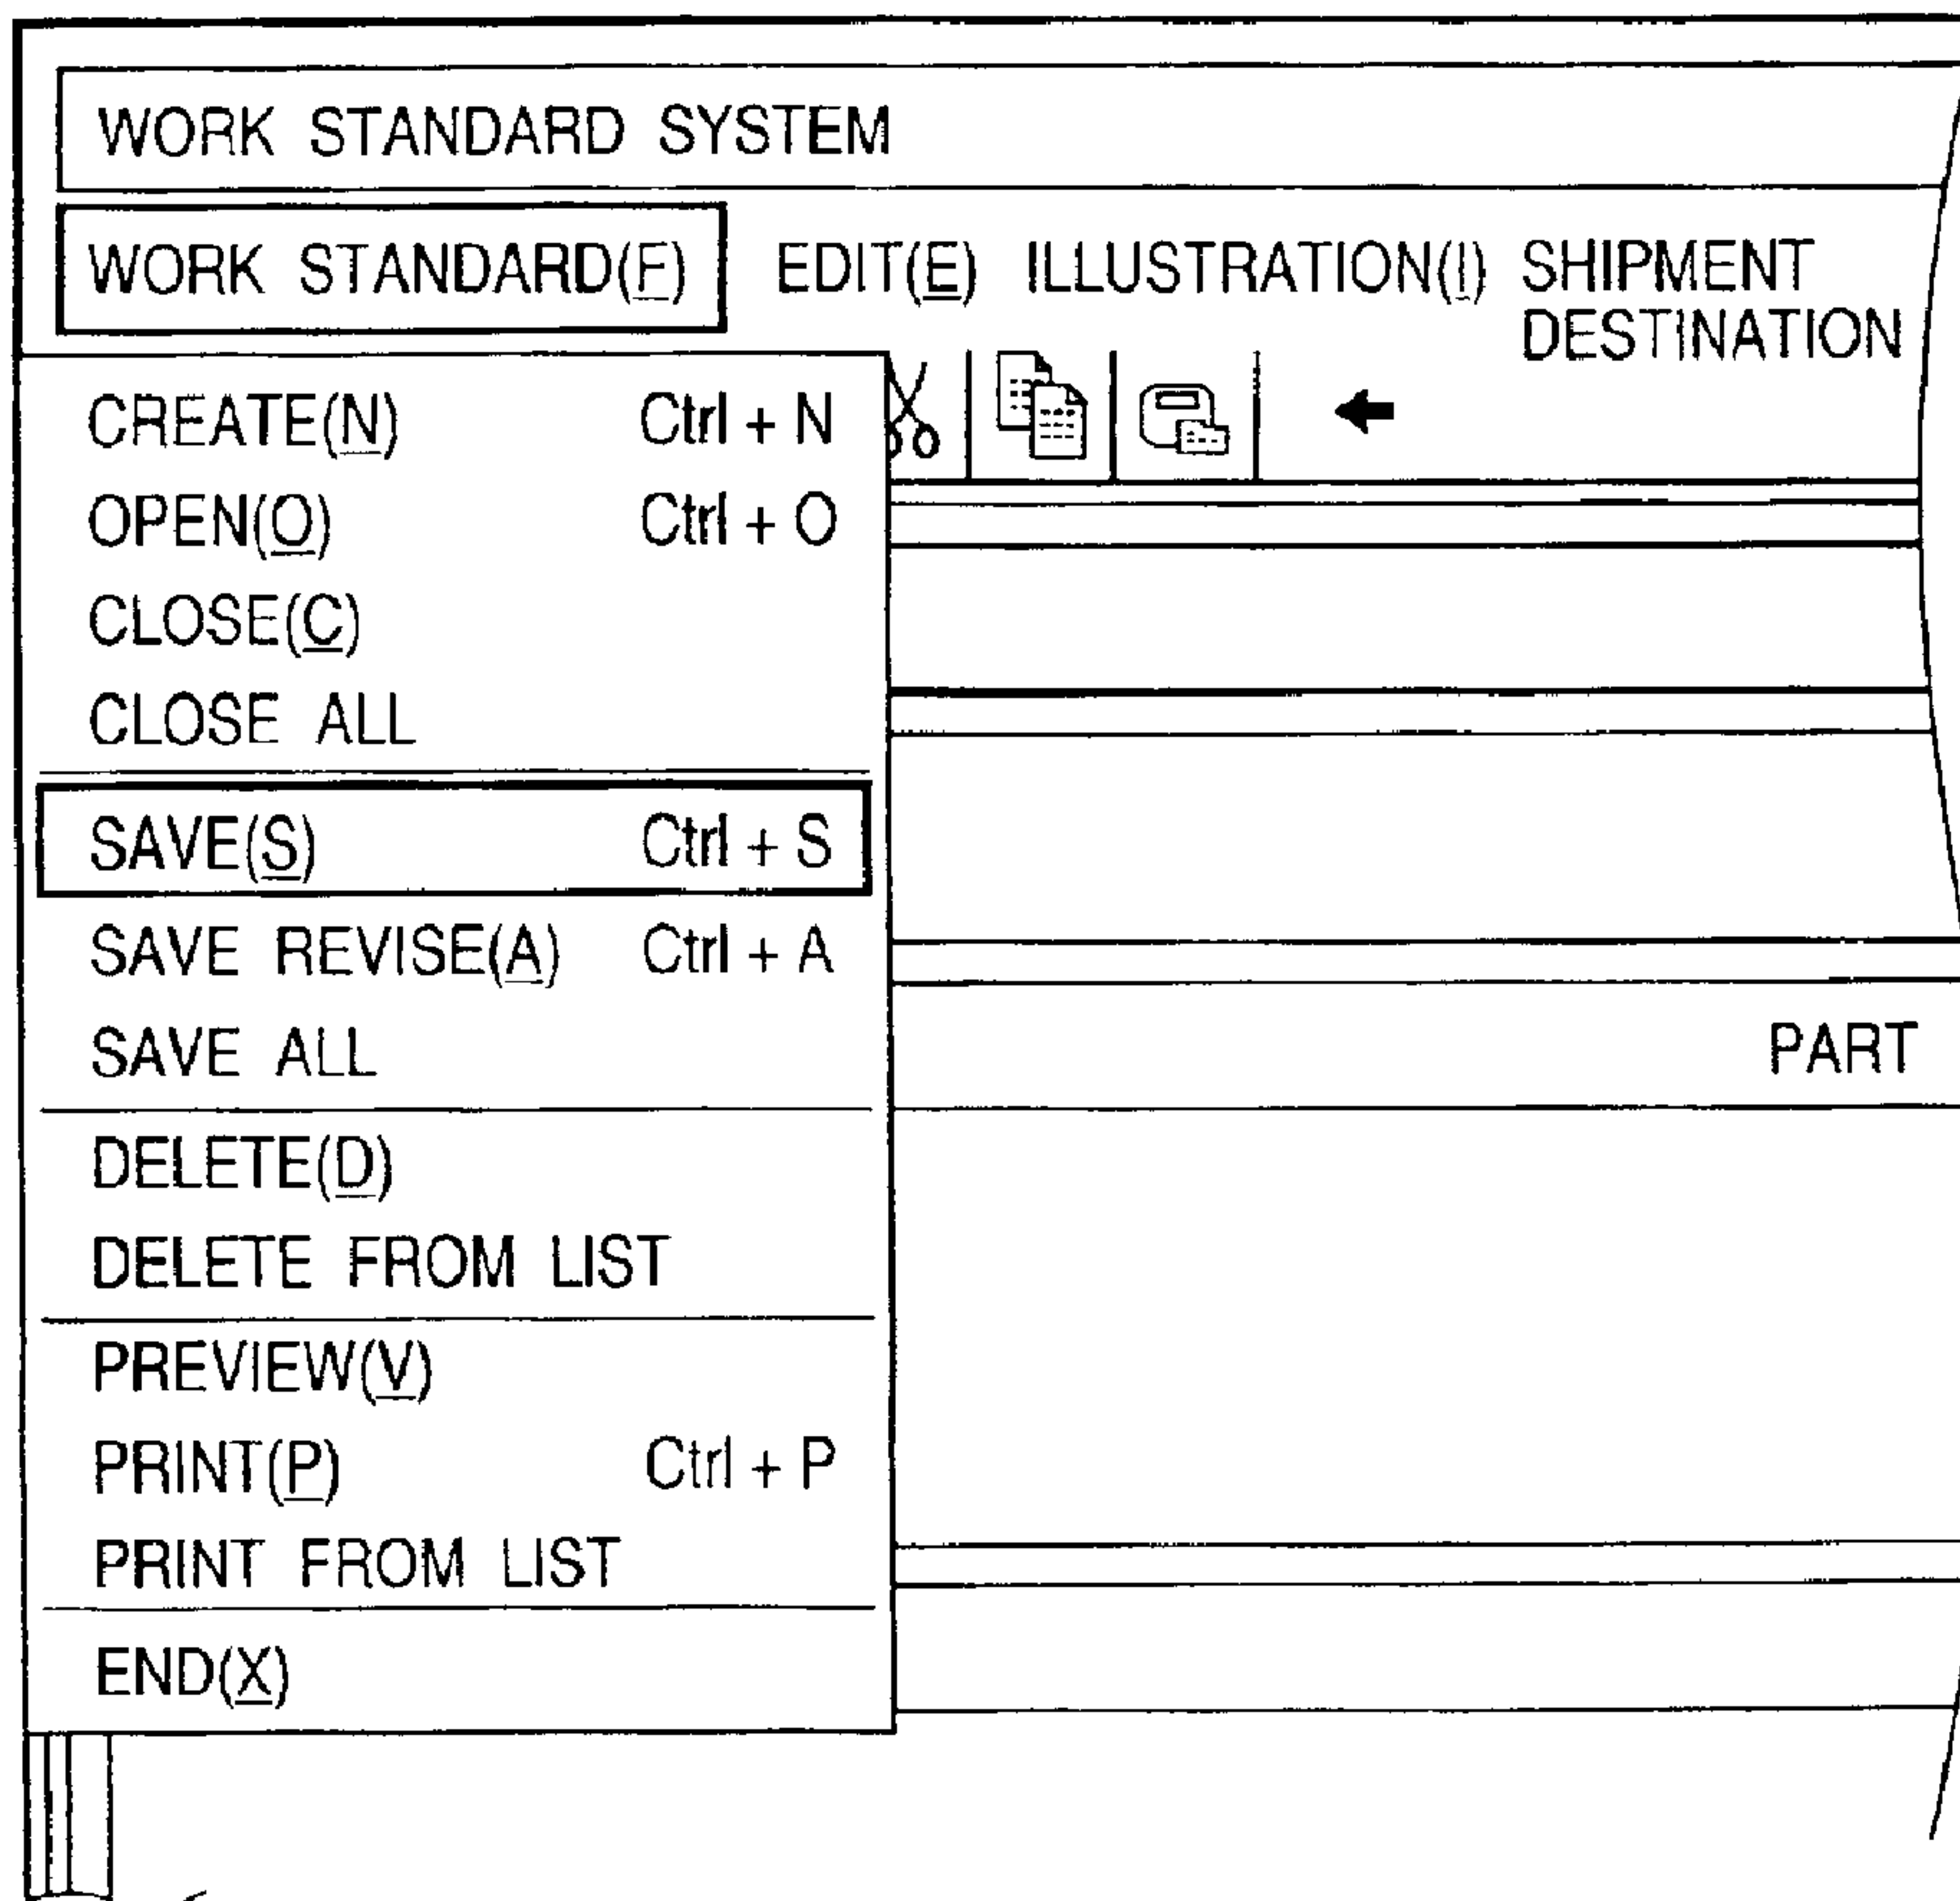 WORK STANDARD SYSTEM
WORK STANDARD(F) EDIT(E) ILLUSTRATION(I) SHIPMENT
DESTINATION
CREATE(N) Ctrl + N
OPEN(O) Ctrl + O
CLOSE(C)
CLOSE ALL
SAVE(S) Ctrl + S
SAVE REVISE(A) Ctrl + A
SAVE ALL
PART
DELETE(D)
DELETE FROM LIST
PREVIEW(V)
PRINT(P) Ctrl + P
PRINT FROM LIST
END(X)